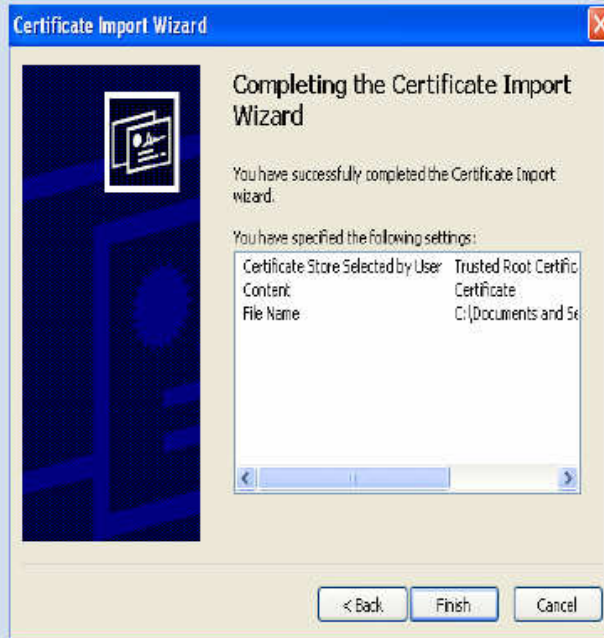 Certificate Import Wizard
Completing the Certificate Import
Wizard
You have successfully completed the Certificate Import
wizard.
You have specified the following settings:
Certificate Store Selected by User Trusted Root Certific
Content Certificate
File Name C:\Documents and Se
< Back Finish Cancel